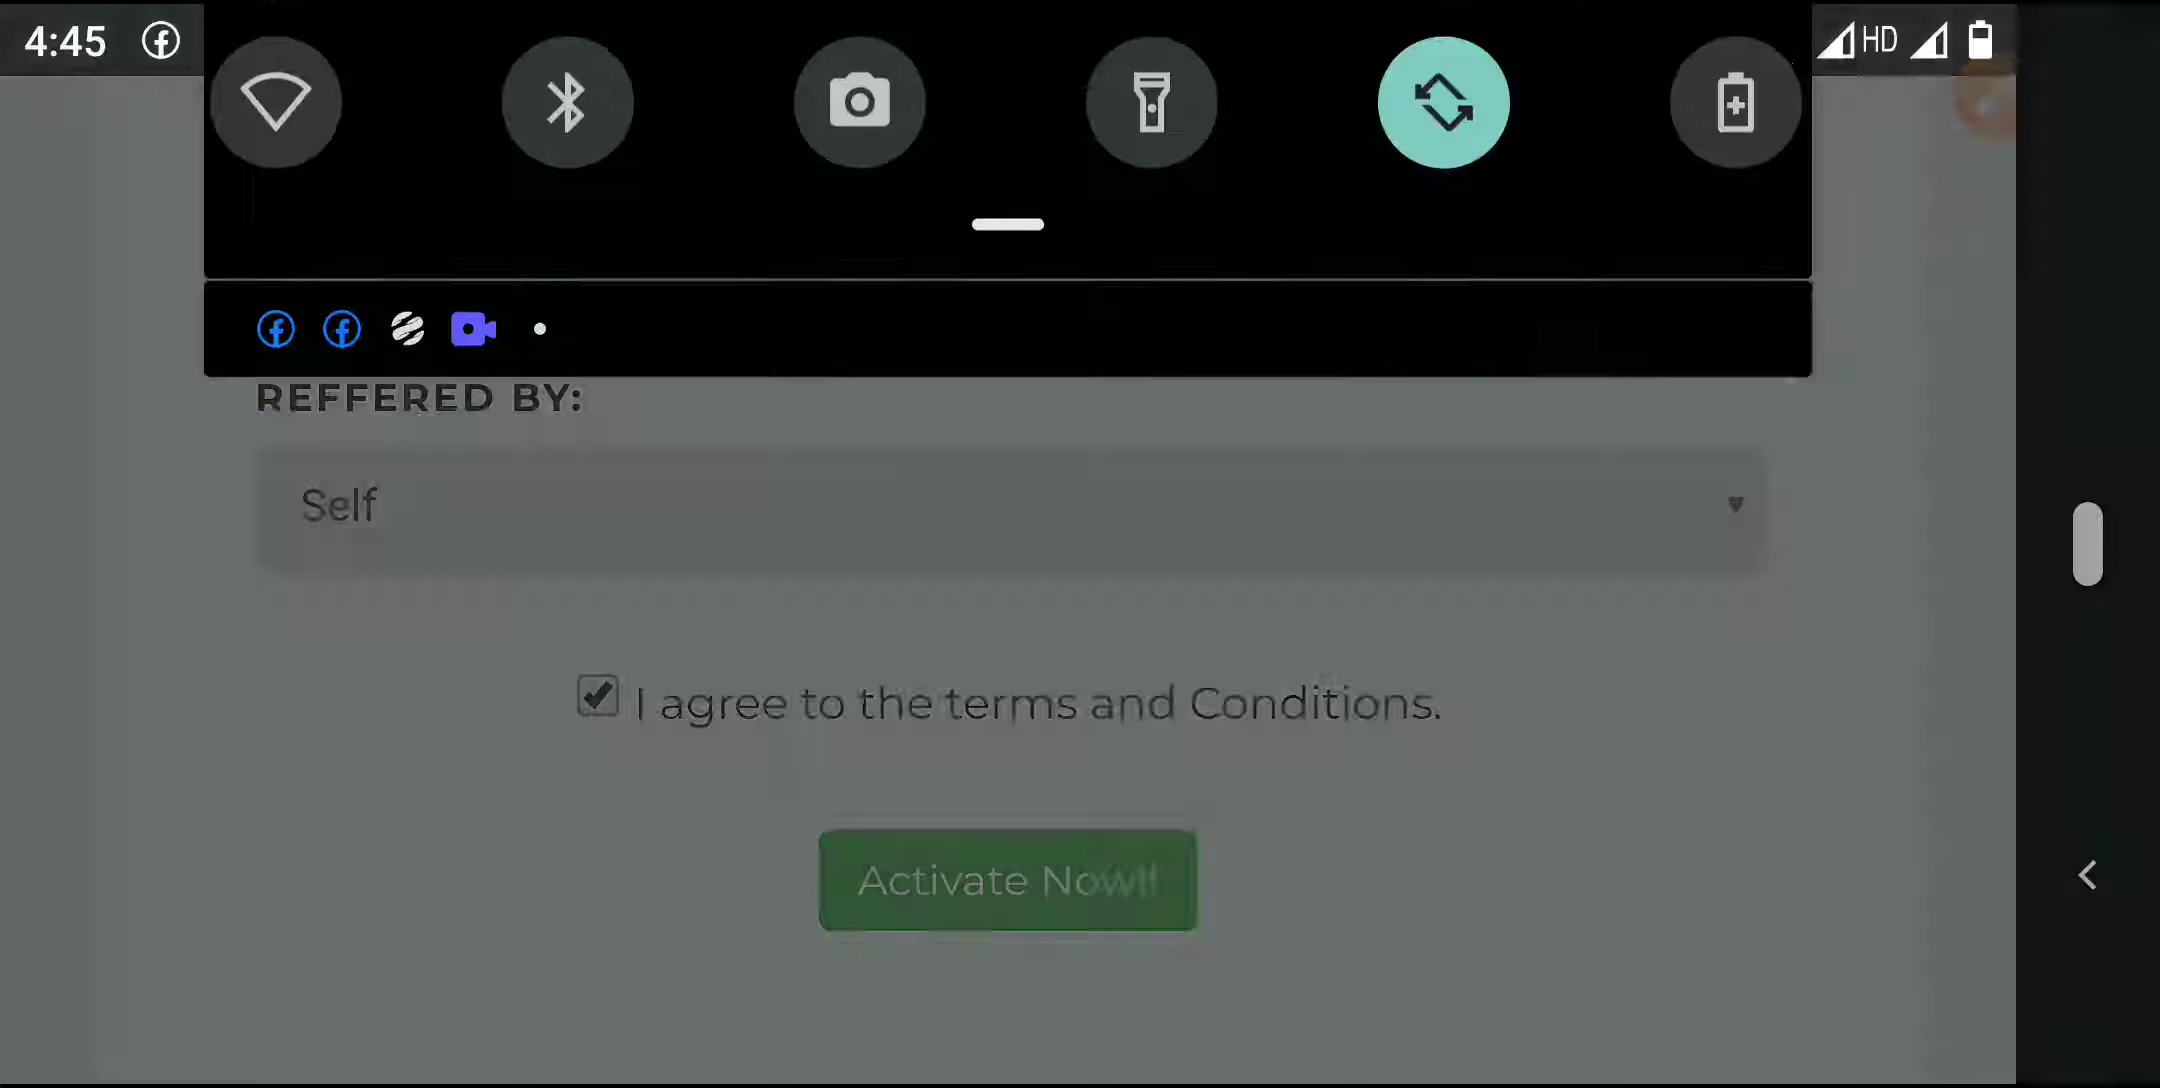 4:45
HD
REFFERED BY:
Self
I agree to the terms and Conditions.
Activate Now!!